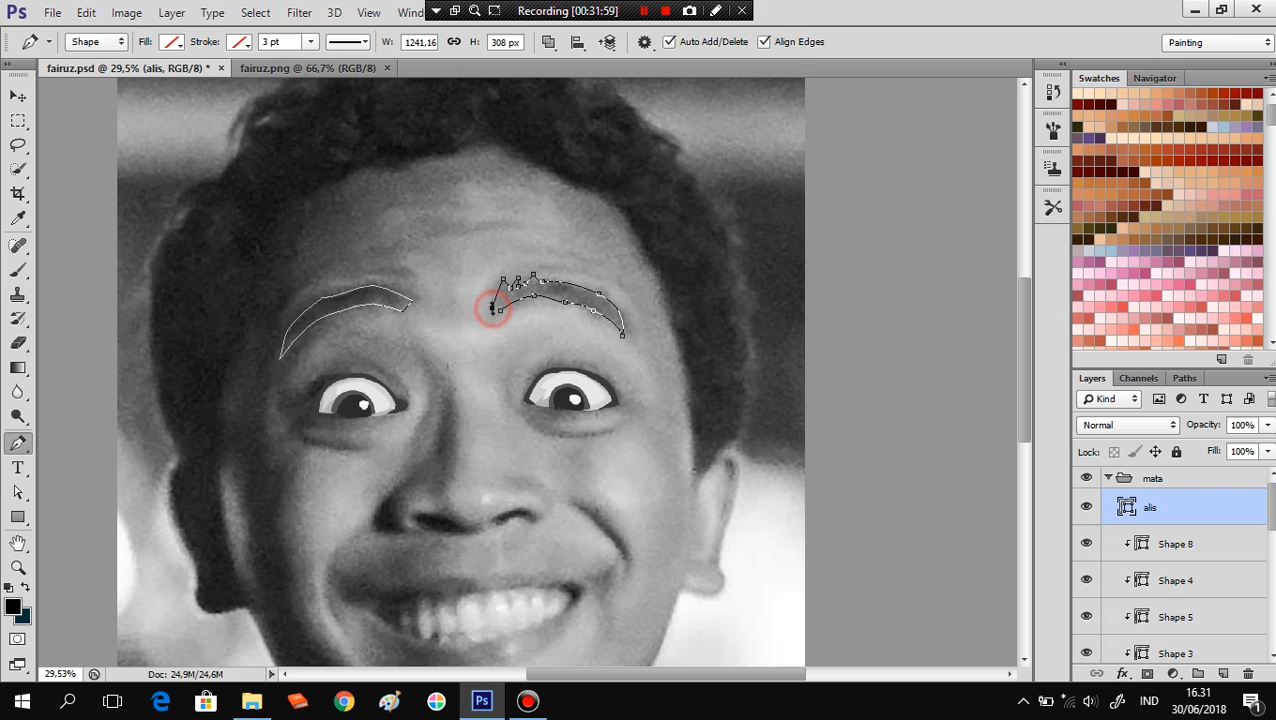 Ps File Edit Image Layer Type Select Filter 3D View Win
Recording [00:31:59]
Shape Fill: Stroke: 3 pt W: 1241,16 H: 308 px Auto Add/Delete Align Edges Painting
fairuz.psd @ 29,5% (alis, RGB/8) * × fairuz.png @ 66,7% (RGB/8) ×
Swatches Navigator
Layers Channels Paths
Kind
Normal Opacity: 100%
Lock: Fill: 100%
mata
alis
Shape 8
Shape 4
Shape 5
Shape 3
29,53% Doc: 24,9M/24,6M
IND 16.31
30/06/2018